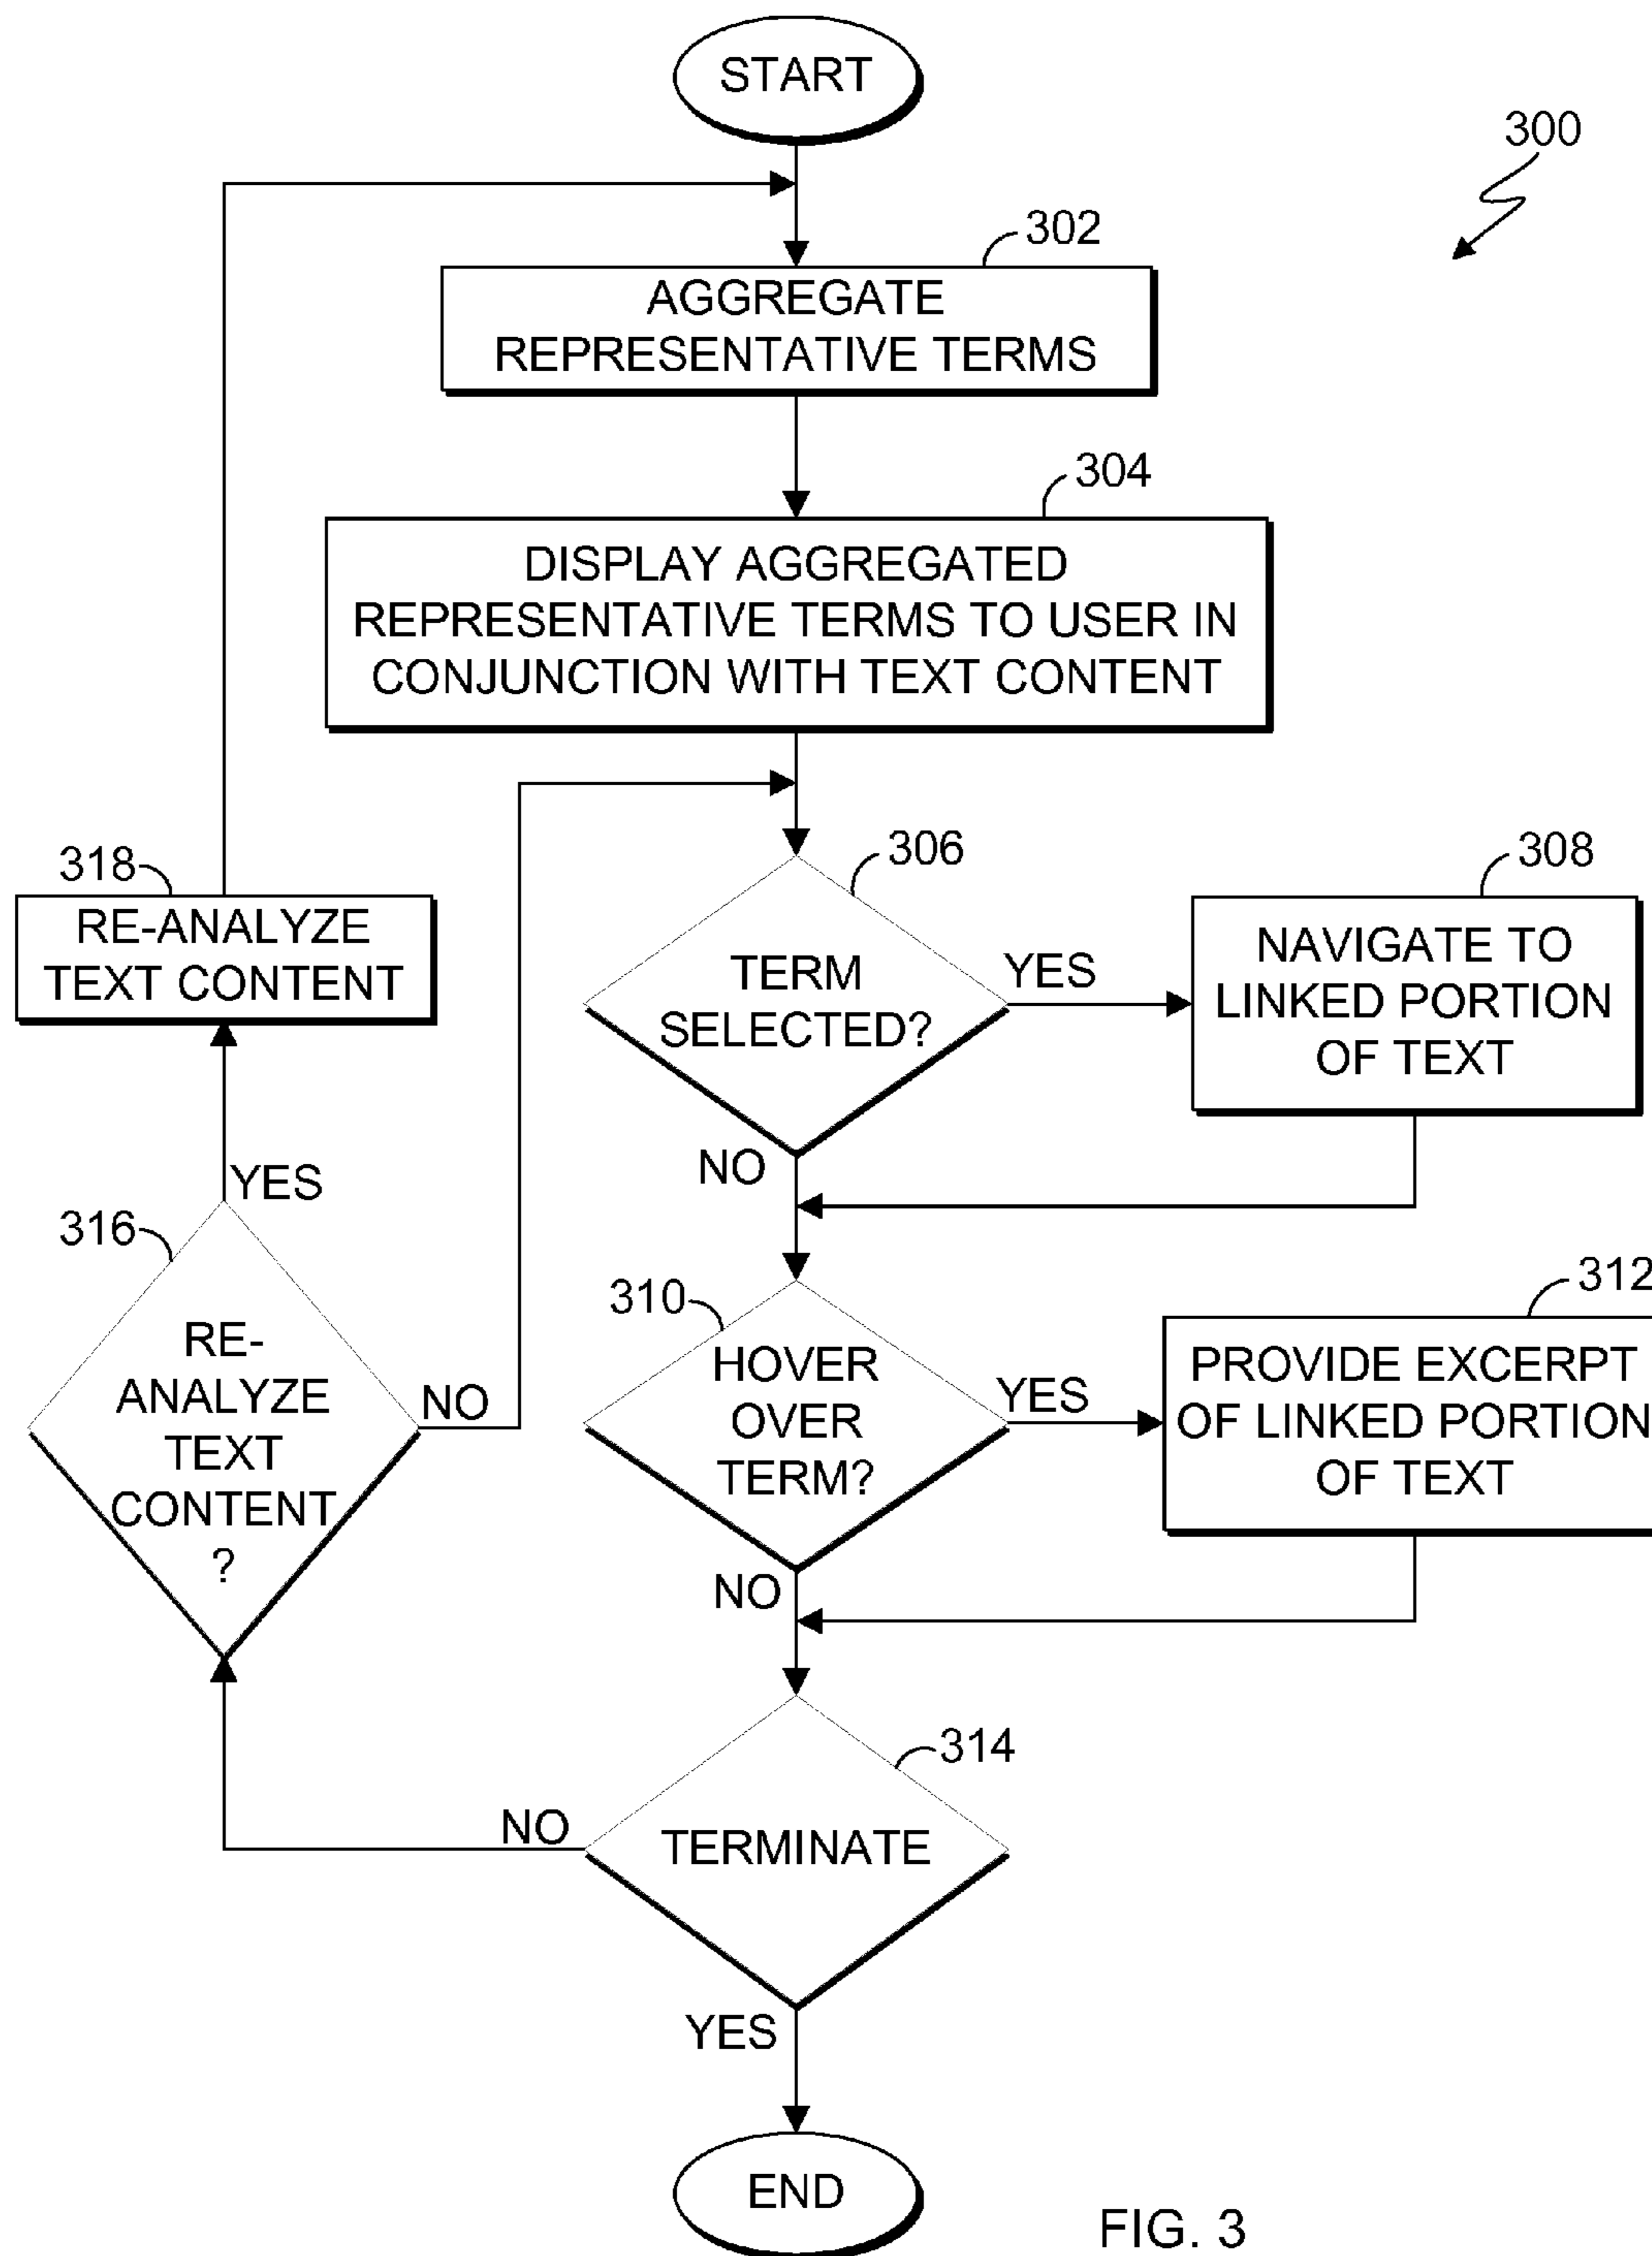 START
300
302
AGGREGATE
REPRESENTATIVE TERMS
304
DISPLAY AGGREGATED
REPRESENTATIVE TERMS TO USER IN
CONJUNCTION WITH TEXT CONTENT
306
TERM
SELECTED?
YES
NO
308
NAVIGATE TO
LINKED PORTION
OF TEXT
318
RE-ANALYZE
TEXT CONTENT
YES
316
RE-
ANALYZE
TEXT
CONTENT
?
NO
310
HOVER
OVER
TERM?
YES
NO
312
PROVIDE EXCERPT
OF LINKED PORTION
OF TEXT
314
TERMINATE
NO
YES
END
FIG. 3